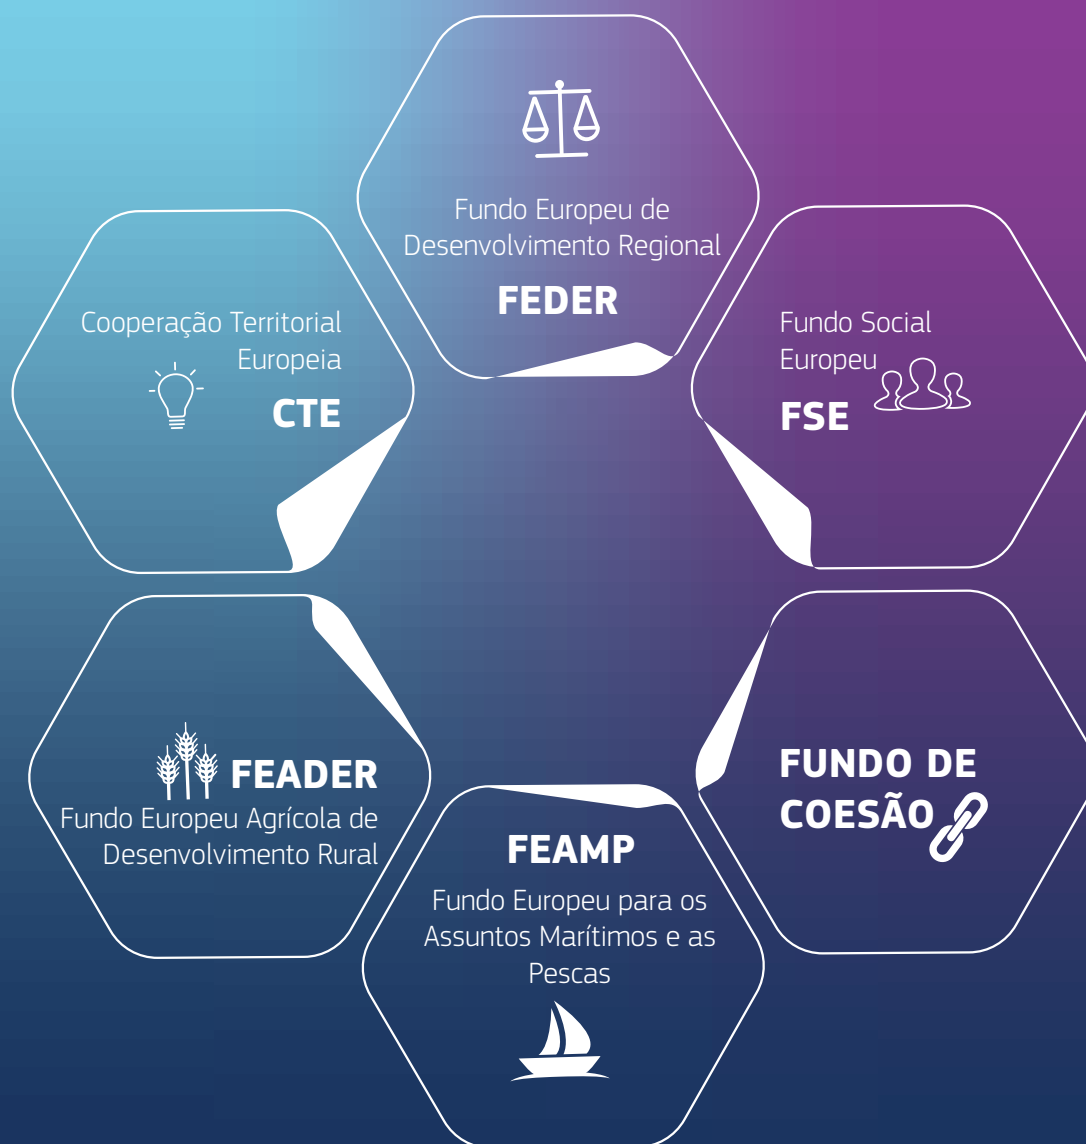 Fundo Europeu de
Desenvolvimento Regional
FEDER
Cooperação Territorial
Europeia
CTE
Fundo Social
Europeu
FSE
FEADER
Fundo Europeu Agrícola de
Desenvolvimento Rural
FUNDO DE
COESÃO
FEAMP
Fundo Europeu para os
Assuntos Marítimos e as
Pescas